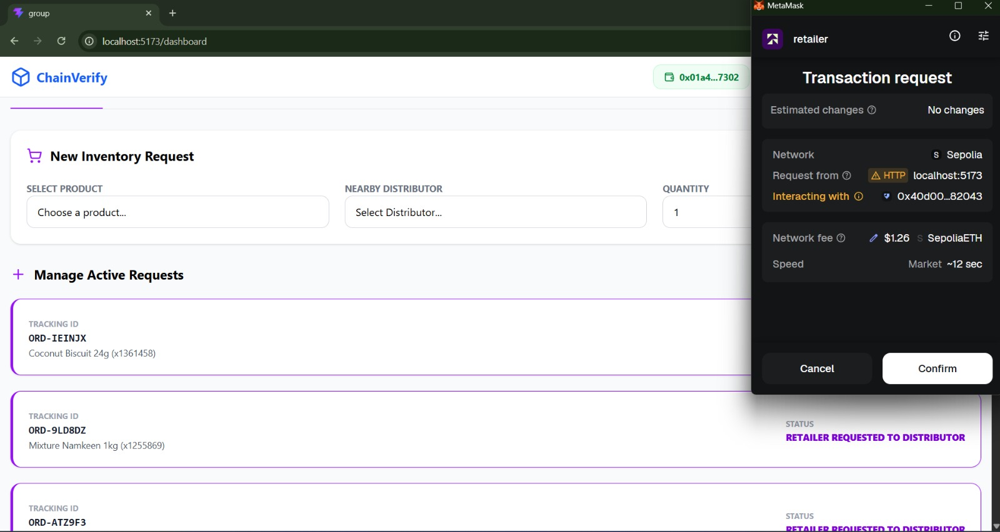 group
localhost:5173/dashboard
ChainVerify
0x01a4...7302
New Inventory Request
SELECT PRODUCT
NEARBY DISTRIBUTOR
QUANTITY
Choose a product...
Select Distributor...
1
Manage Active Requests
TRACKING ID
ORD-IEINJX
Coconut Biscuit 24g (x1361458)
TRACKING ID
ORD-9LD8DZ
Mixture Namkeen 1kg (x1255869)
STATUS
RETAILER REQUESTED TO DISTRIBUTOR
TRACKING ID
ORD-ATZ9F3
STATUS
RETAILER REQUESTED TO DISTRIBUTOR
MetaMask
retailer
Transaction request
Estimated changes No changes
Network S Sepolia
Request from HTTP localhost:5173
Interacting with 0x40d00...82043
Network fee $1.26 S SepoliaETH
Speed Market ~12 sec
Cancel Confirm